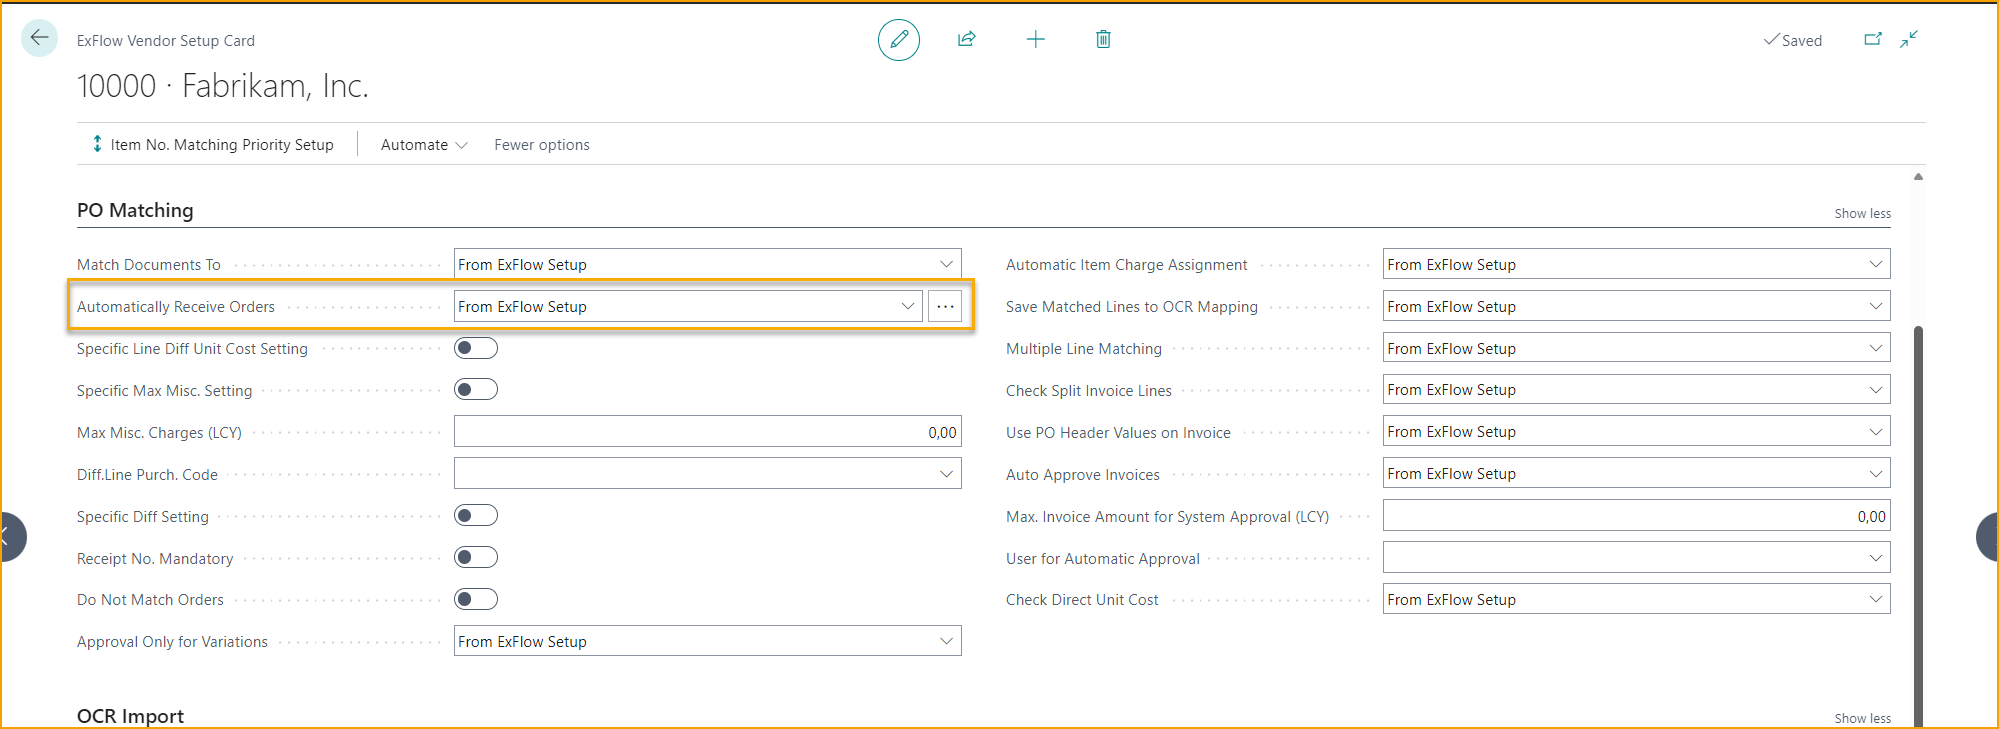 ExFlow Vendor Setup Card
Saved
10000 · Fabrikam, Inc.
Item No. Matching Priority Setup
Automate
Fewer options
PO Matching
Show less
Match Documents To
From ExFlow Setup
Automatically Receive Orders
From ExFlow Setup
Specific Line Diff Unit Cost Setting
Specific Max Misc. Setting
Max Misc. Charges (LCY)
0,00
Diff.Line Purch. Code
Specific Diff Setting
Receipt No. Mandatory
Do Not Match Orders
Approval Only for Variations
From ExFlow Setup
Automatic Item Charge Assignment
From ExFlow Setup
Save Matched Lines to OCR Mapping
From ExFlow Setup
Multiple Line Matching
From ExFlow Setup
Check Split Invoice Lines
From ExFlow Setup
Use PO Header Values on Invoice
From ExFlow Setup
Auto Approve Invoices
From ExFlow Setup
Max. Invoice Amount for System Approval (LCY)
0,00
User for Automatic Approval
Check Direct Unit Cost
From ExFlow Setup
OCR Import
Show less